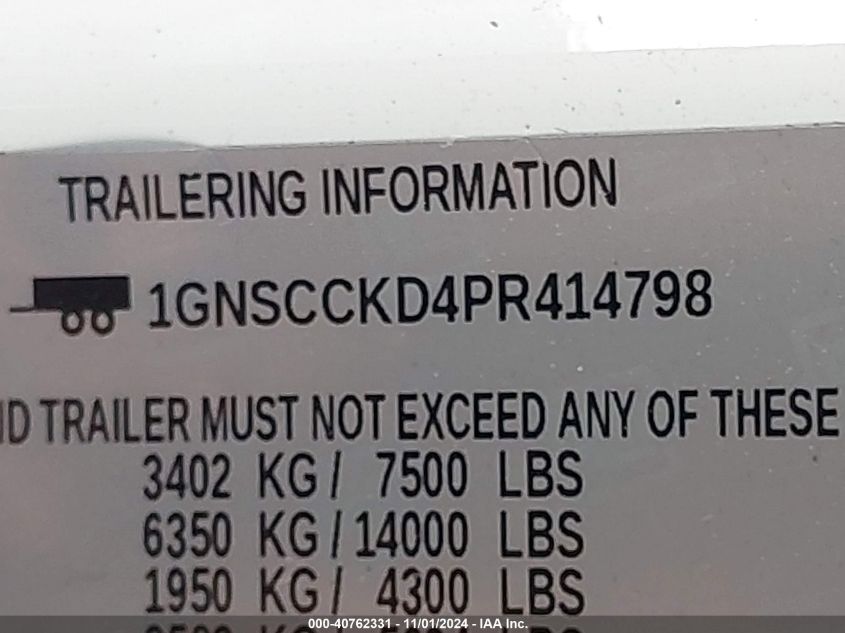 TRAILERING INFORMATION
1GNSCCKD4PR414798
TRAILER MUST NOT EXCEED ANY OF THESE
3402 KG / 7500 LBS
6350 KG / 14000 LBS
1950 KG / 4300 LBS
000-40762331 - 11/01/2024 - IAA Inc.